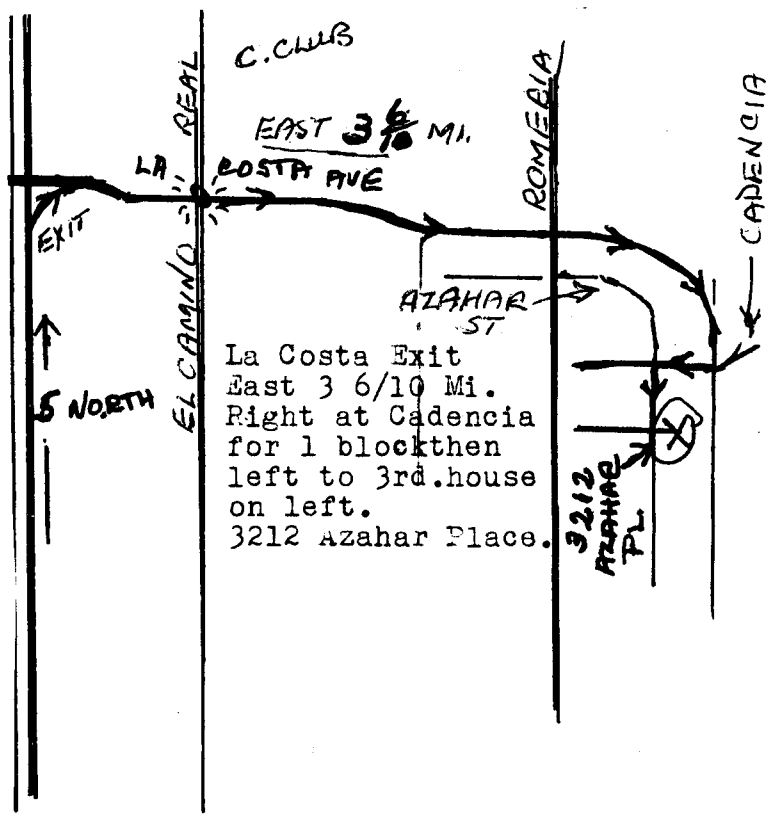 C. CLUB
EAST 3 6/10 MI.
LA COSTA AVE
EXIT
EL CAMINO REAL
ROMERIA
CADENCIA
AZAHAR
ST
5 NORTH
La Costa Exit
East 3 6/10 Mi.
Right at Cadencia
for 1 blockthen
left to 3rd.house
on left.
3212 Azahar Place.
3212
AZAHAR
PL